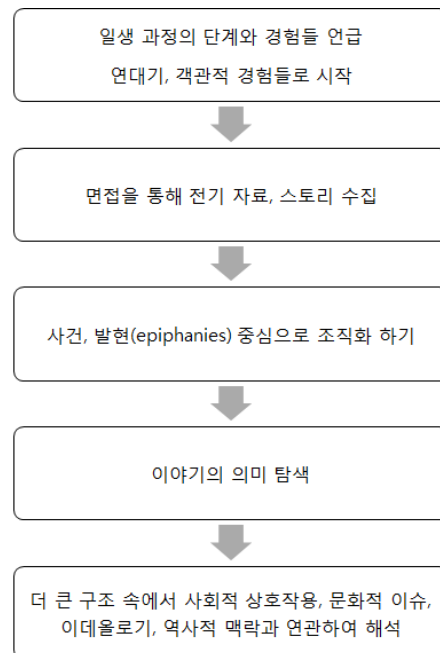 일생 과정의 단계와 경험들 언급
연대기, 객관적 경험들로 시작
면접을 통해 전기 자료, 스토리 수집
사건, 발현(epiphanies) 중심으로 조직화 하기
이야기의 의미 탐색
더 큰 구조 속에서 사회적 상호작용, 문화적 이슈,
이데올로기, 역사적 맥락과 연관하여 해석